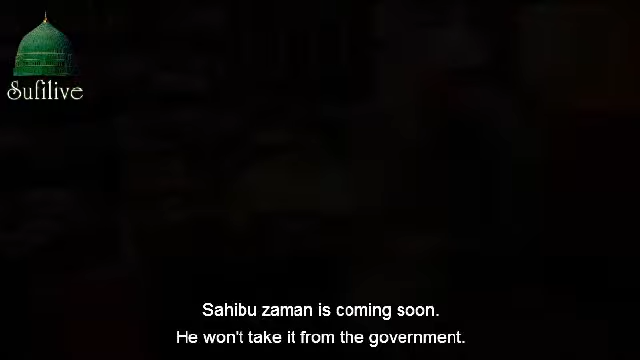 Sufilive
Sahibu zaman is coming soon.
He won't take it from the government.